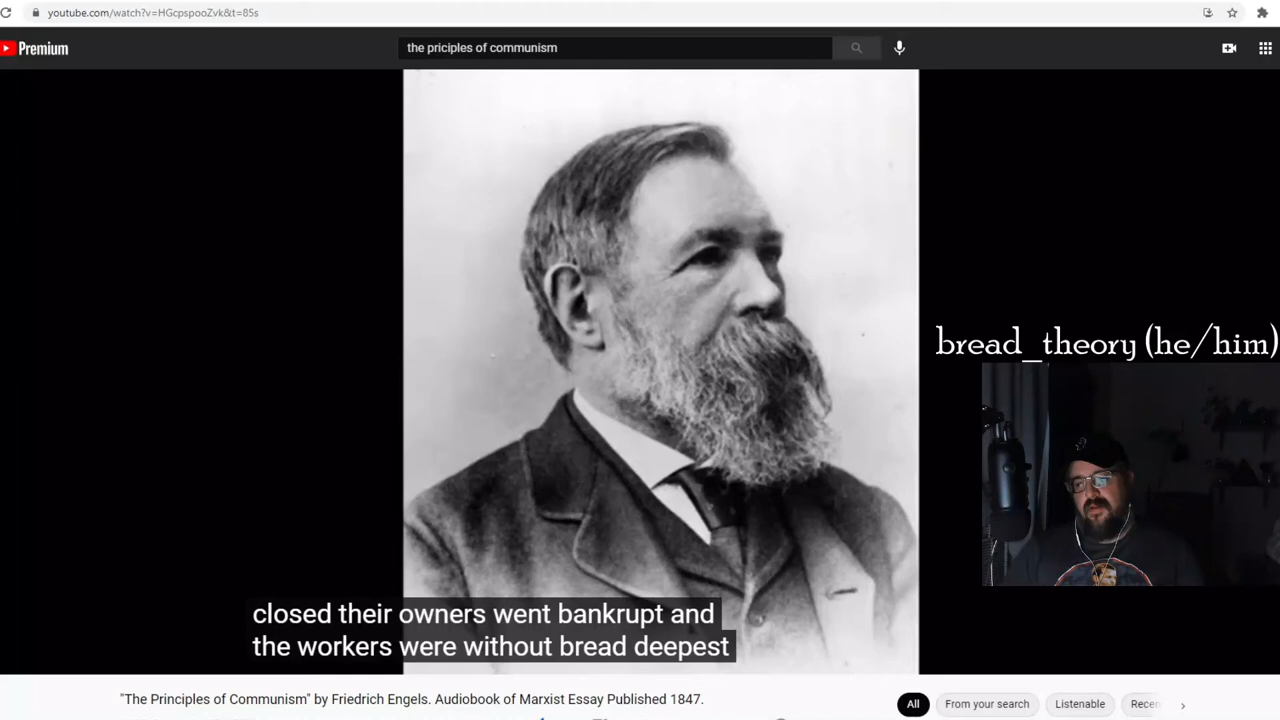 youtube.com/watch?v=HGcpspooZvk&t=85s
Premium
the priciples of communism
bread_theory (he/him)
closed their owners went bankrupt and
the workers were without bread deepest
"The Principles of Communism" by Friedrich Engels. Audiobook of Marxist Essay Published 1847.
All
From your search
Listenable
Recen